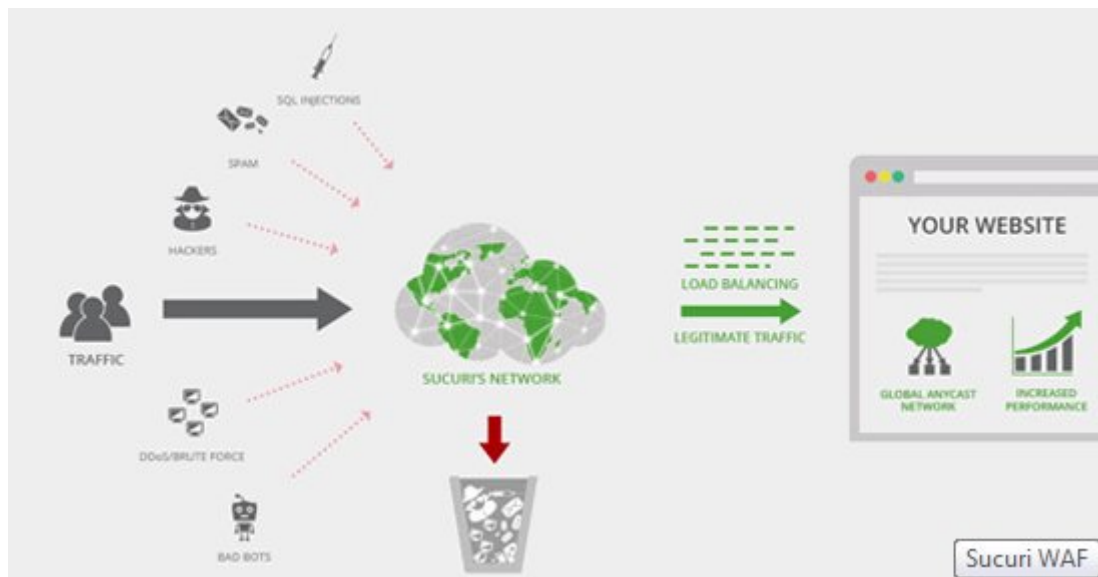 SQL INJECTIONS
SPAM
HACKERS
TRAFFIC
DDoS/BRUTE FORCE
BAD BOTS
SUCURI'S NETWORK
LOAD BALANCING
LEGITIMATE TRAFFIC
YOUR WEBSITE
GLOBAL ANYCAST
NETWORK
INCREASED
PERFORMANCE
Sucuri WAF